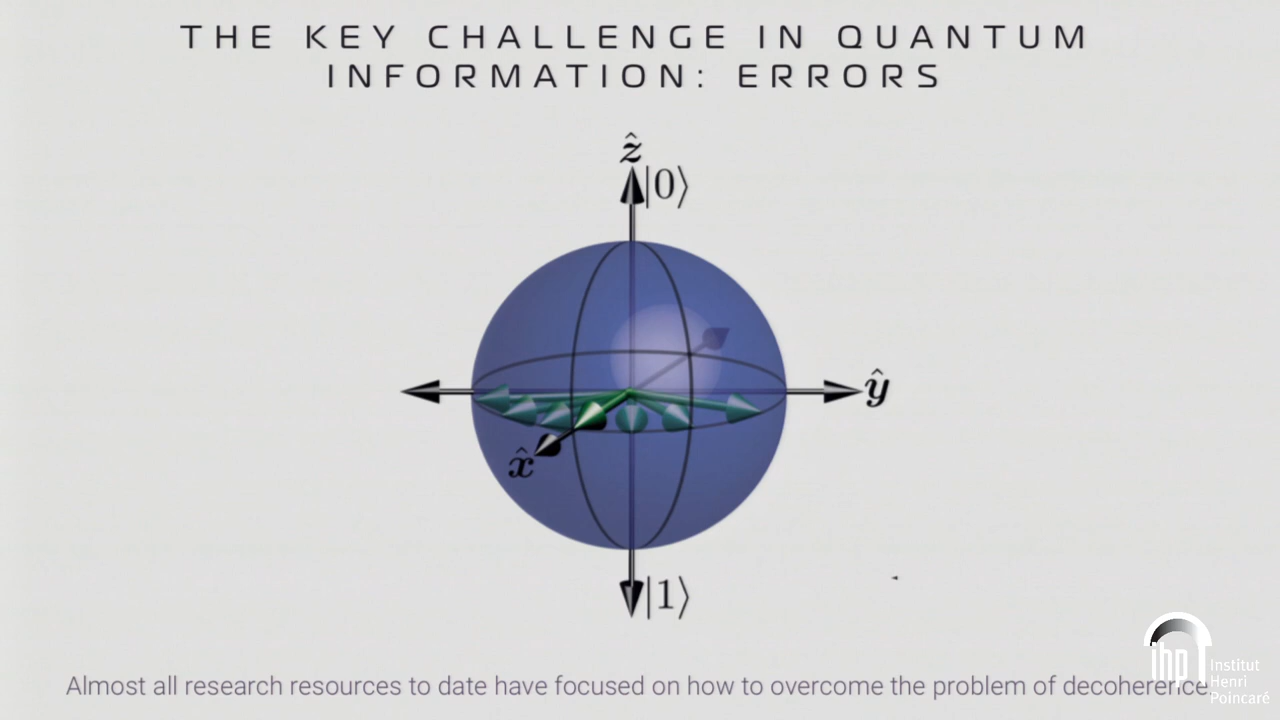 THE KEY CHALLENGE IN QUANTUM
INFORMATION: ERRORS
ẑ
|0⟩
ŷ
x̂
|1⟩
Almost all research resources to date have focused on how to overcome the problem of decoherence.
ihp
Institut
Henri
Poincaré